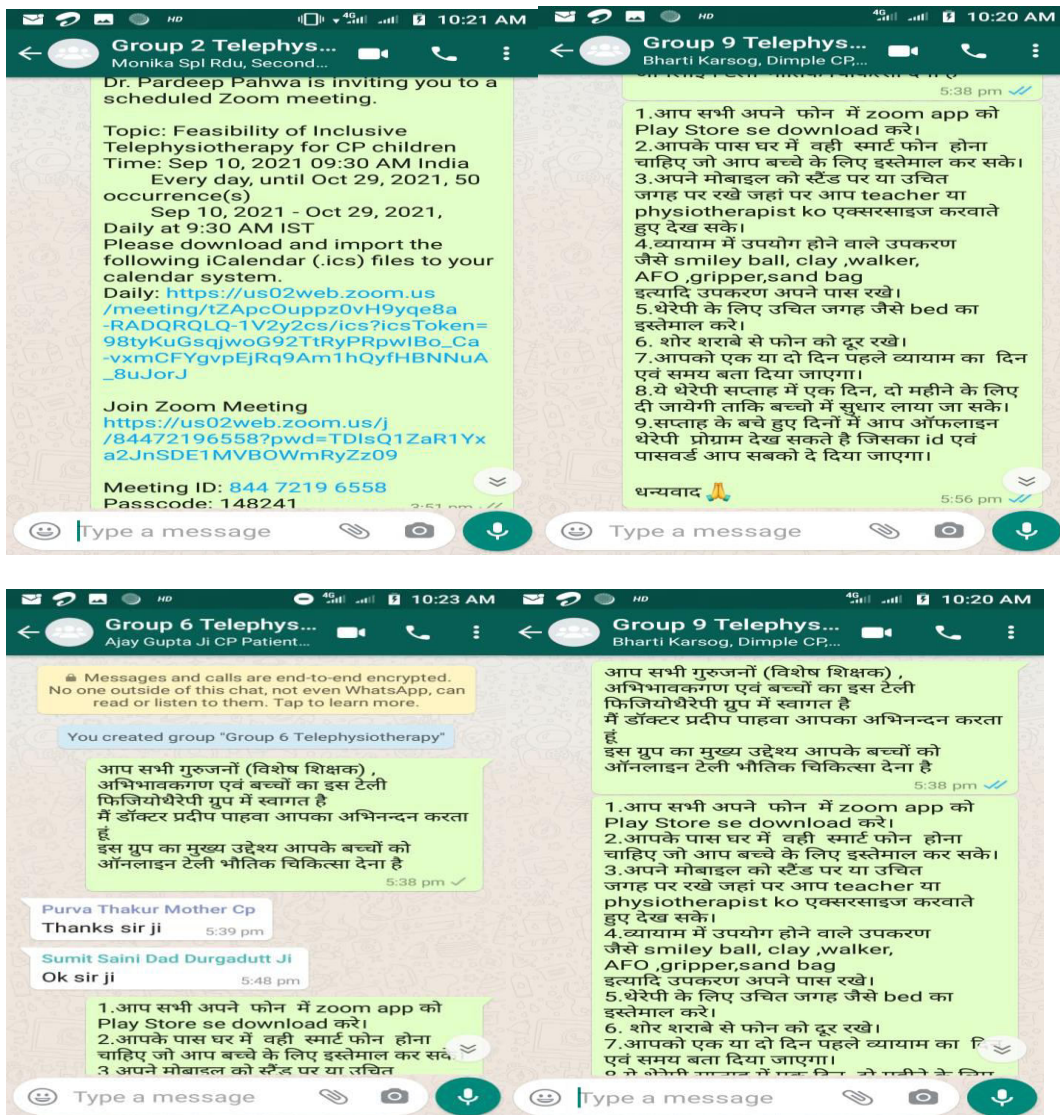 HD 4G 10:21 AM
Group 2 Telephys...
Monika Spl Rdu, Second...
Dr. Pardeep Pahwa is inviting you to a
scheduled Zoom meeting.
Topic: Feasibility of Inclusive
Telephysiotherapy for CP children
Time: Sep 10, 2021 09:30 AM India
Every day, until Oct 29, 2021, 50
occurrence(s)
Sep 10, 2021 - Oct 29, 2021,
Daily at 9:30 AM IST
Please download and import the
following iCalendar (.ics) files to your
calendar system.
Daily: https://us02web.zoom.us
/meeting/tZApcOuppz0vH9yqe8a
-RADQRQLQ-1V2y2cs/ics?icsToken=
98tyKuGsqjwoG92TtRyPRpwIBo_Ca
-vxmCFYgvpEjRq9Am1hQyfHBNNuA
_8uJorJ
Join Zoom Meeting
https://us02web.zoom.us/j
/84472196558?pwd=TDlsQ1ZaR1Yx
a2JnSDE1MVBOWmRyZz09
Meeting ID: 844 7219 6558
Passcode: 148241
3:51 pm
Type a message
HD 4G 10:20 AM
Group 9 Telephys...
Bharti Karsog, Dimple CP,...
5:38 pm
1.आप सभी अपने फोन में zoom app को
Play Store se download करे।
2.आपके पास घर में वही स्मार्ट फोन होना
चाहिए जो आप बच्चे के लिए इस्तेमाल कर सके।
3.अपने मोबाइल को स्टैंड पर या उचित
जगह पर रखे जहां पर आप teacher या
physiotherapist ko एक्सरसाइज करवाते
हुए देख सके।
4.व्यायाम में उपयोग होने वाले उपकरण
जैसे smiley ball, clay ,walker,
AFO ,gripper,sand bag
इत्यादि उपकरण अपने पास रखे।
5.थेरेपी के लिए उचित जगह जैसे bed का
इस्तेमाल करे।
6. शोर शराबे से फोन को दूर रखे।
7.आपको एक या दो दिन पहले व्यायाम का दिन
एवं समय बता दिया जाएगा।
8.ये थेरेपी सप्ताह में एक दिन, दो महीने के लिए
दी जायेगी ताकि बच्चो में सुधार लाया जा सके।
9.सप्ताह के बचे हुए दिनों में आप ऑफलाइन
थेरेपी प्रोग्राम देख सकते है जिसका id एवं
पासवर्ड आप सबको दे दिया जाएगा।
धन्यवाद 🙏
5:56 pm
Type a message
HD 4G 10:23 AM
Group 6 Telephys...
Ajay Gupta Ji CP Patient...
Messages and calls are end-to-end encrypted.
No one outside of this chat, not even WhatsApp, can
read or listen to them. Tap to learn more.
You created group "Group 6 Telephysiotherapy"
आप सभी गुरुजनों (विशेष शिक्षक) ,
अभिभावकगण एवं बच्चों का इस टेली
फिजियोथैरेपी ग्रुप में स्वागत है
मैं डॉक्टर प्रदीप पाहवा आपका अभिनन्दन करता
हूं
इस ग्रुप का मुख्य उद्देश्य आपके बच्चों को
ऑनलाइन टेली भौतिक चिकित्सा देना है
5:38 pm
Purva Thakur Mother Cp
Thanks sir ji 5:39 pm
Sumit Saini Dad Durgadutt Ji
Ok sir ji 5:48 pm
1.आप सभी अपने फोन में zoom app को
Play Store se download करे।
2.आपके पास घर में वही स्मार्ट फोन होना
चाहिए जो आप बच्चे के लिए इस्तेमाल कर
3 अपने मोबाइल को स्टैंड पर या उचित
Type a message
HD 4G 10:20 AM
Group 9 Telephys...
Bharti Karsog, Dimple CP,...
आप सभी गुरुजनों (विशेष शिक्षक) ,
अभिभावकगण एवं बच्चों का इस टेली
फिजियोथैरेपी ग्रुप में स्वागत है
मैं डॉक्टर प्रदीप पाहवा आपका अभिनन्दन करता
हूं
इस ग्रुप का मुख्य उद्देश्य आपके बच्चों को
ऑनलाइन टेली भौतिक चिकित्सा देना है
5:38 pm
1.आप सभी अपने फोन में zoom app को
Play Store se download करे।
2.आपके पास घर में वही स्मार्ट फोन होना
चाहिए जो आप बच्चे के लिए इस्तेमाल कर सके।
3.अपने मोबाइल को स्टैंड पर या उचित
जगह पर रखे जहां पर आप teacher या
physiotherapist ko एक्सरसाइज करवाते
हुए देख सके।
4.व्यायाम में उपयोग होने वाले उपकरण
जैसे smiley ball, clay ,walker,
AFO ,gripper,sand bag
इत्यादि उपकरण अपने पास रखे।
5.थेरेपी के लिए उचित जगह जैसे bed का
इस्तेमाल करे।
6. शोर शराबे से फोन को दूर रखे।
7.आपको एक या दो दिन पहले व्यायाम का
एवं समय बता दिया जाएगा।
Type a message